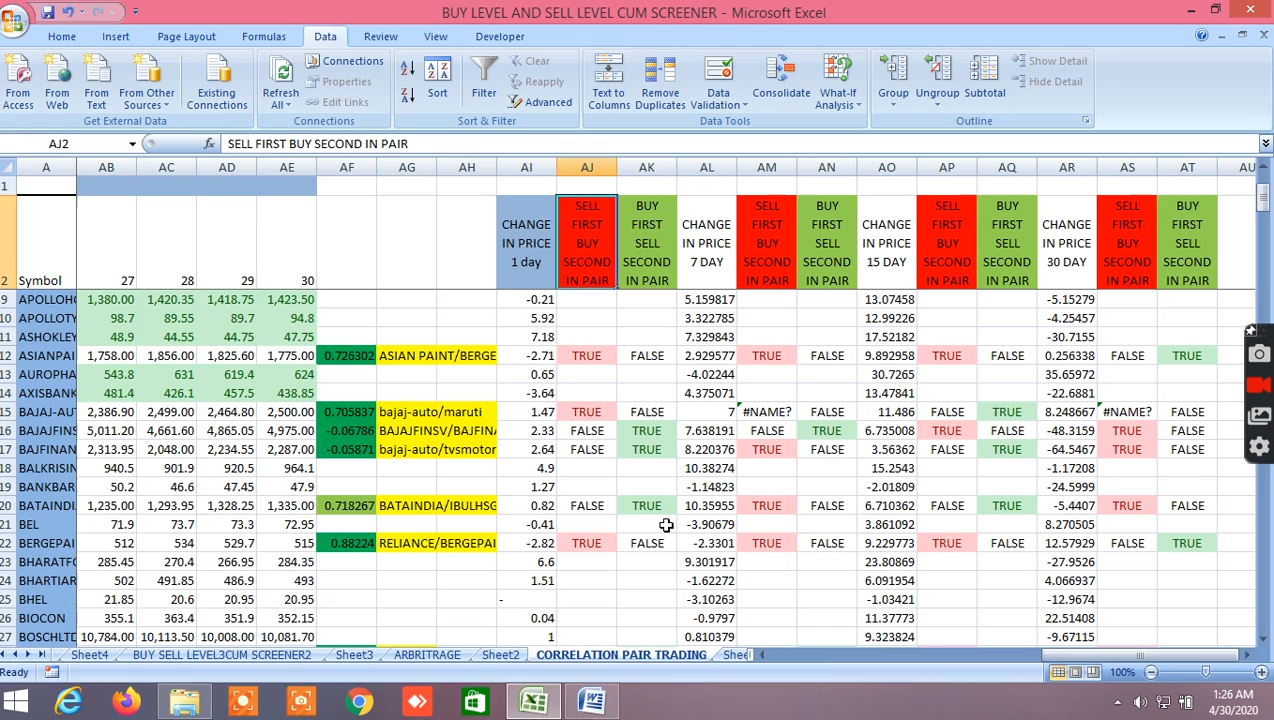 BUY LEVEL AND SELL LEVEL CUM SCREENER - Microsoft Excel
Home Insert Page Layout Formulas Data Review View Developer
From Access From Web From Text From Other Sources Existing Connections
Get External Data
Refresh All Connections Properties Edit Links
Connections
Sort Filter Clear Reapply Advanced
Sort & Filter
Text to Columns Remove Duplicates Data Validation Consolidate What-If Analysis
Data Tools
Group Ungroup Subtotal Show Detail Hide Detail
Outline
AJ2 fx SELL FIRST BUY SECOND IN PAIR
A AB AC AD AE AF AG AH AI AJ AK AL AM AN AO AP AQ AR AS AT AU
1
2 Symbol 27 28 29 30 CHANGE IN PRICE 1 day SELL FIRST BUY SECOND IN PAIR BUY FIRST SELL SECOND IN PAIR CHANGE IN PRICE 7 DAY SELL FIRST BUY SECOND IN PAIR BUY FIRST SELL SECOND IN PAIR CHANGE IN PRICE 15 DAY SELL FIRST BUY SECOND IN PAIR BUY FIRST SELL SECOND IN PAIR CHANGE IN PRICE 30 DAY SELL FIRST BUY SECOND IN PAIR BUY FIRST SELL SECOND IN PAIR
9 APOLLOHO 1,380.00 1,420.35 1,418.75 1,423.50 -0.21 5.159817 13.07458 -5.15279
10 APOLLOTY 98.7 89.55 89.7 94.8 5.92 3.322785 12.99226 -4.25457
11 ASHOKLEY 48.9 44.55 44.75 47.75 7.18 7.329843 17.52182 -30.7155
12 ASIANPAI 1,758.00 1,856.00 1,825.60 1,775.00 0.726302 ASIAN PAINT/BERGE -2.71 TRUE FALSE 2.929577 TRUE FALSE 9.892958 TRUE FALSE 0.256338 FALSE TRUE
13 AUROPHA 543.8 631 619.4 624 0.65 -4.02244 30.7265 35.65972
14 AXISBANK 481.4 426.1 457.5 438.85 -3.64 4.375071 13.47841 -22.6881
15 BAJAJ-AUT 2,386.90 2,499.00 2,464.80 2,500.00 0.705837 bajaj-auto/maruti 1.47 TRUE FALSE 7 #NAME? FALSE 11.486 FALSE TRUE 8.248667 #NAME? FALSE
16 BAJAJFINS 5,011.20 4,661.60 4,865.05 4,975.00 -0.06786 BAJAJFINSV/BAJFINA 2.33 FALSE TRUE 7.638191 FALSE TRUE 6.735008 TRUE FALSE -48.3159 TRUE FALSE
17 BAJFINAN 2,313.95 2,048.00 2,234.55 2,287.00 -0.05871 bajaj-auto/tvsmotor 2.64 FALSE TRUE 8.220376 TRUE FALSE 3.56362 FALSE TRUE -64.5467 TRUE FALSE
18 BALKRISIN 940.5 901.9 920.5 964.1 4.9 10.38274 15.2543 -1.17208
19 BANKBAR 50.2 46.6 47.45 47.9 1.27 -1.14823 -2.01809 -24.5999
20 BATAINDI 1,235.00 1,293.95 1,247.15 1,235.00 0.718267 BATAINDIA/IBULHSG 0.82 FALSE TRUE 10.35955 TRUE FALSE 6.710362 FALSE TRUE -5.4407 TRUE FALSE
21 BEL 71.9 73.7 73.3 72.95 -0.41 -3.90679 3.861092 8.270505
22 BERGEPAI 512 534 529.7 515 0.88224 RELIANCE/BERGEPAI -2.82 TRUE FALSE -2.3301 TRUE FALSE 9.229773 TRUE FALSE 12.57929 FALSE TRUE
23 BHARATFO 285.45 270.4 266.95 284.35 6.6 9.301917 23.80869 -27.9526
24 BHARTIAR 502 491.85 486.9 493 1.51 -1.62272 6.091954 4.066937
25 BHEL 21.85 20.6 20.95 20.95 - -3.10263 -1.03421 -12.9674
26 BIOCON 355.1 363.4 351.9 352.15 0.04 -0.9797 11.37773 22.51408
27 BOSCHLTD 10,784.00 10,113.50 10,008.00 10,081.70 1 0.810379 9.323824 -9.67115
Sheet4 BUY SELL LEVEL3CUM SCREENER2 Sheet3 ARBRITRAGE Sheet2 CORRELATION PAIR TRADING Shee
Ready 100%
1:26 AM
4/30/2020